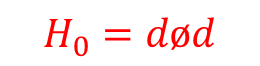 H₀ = død